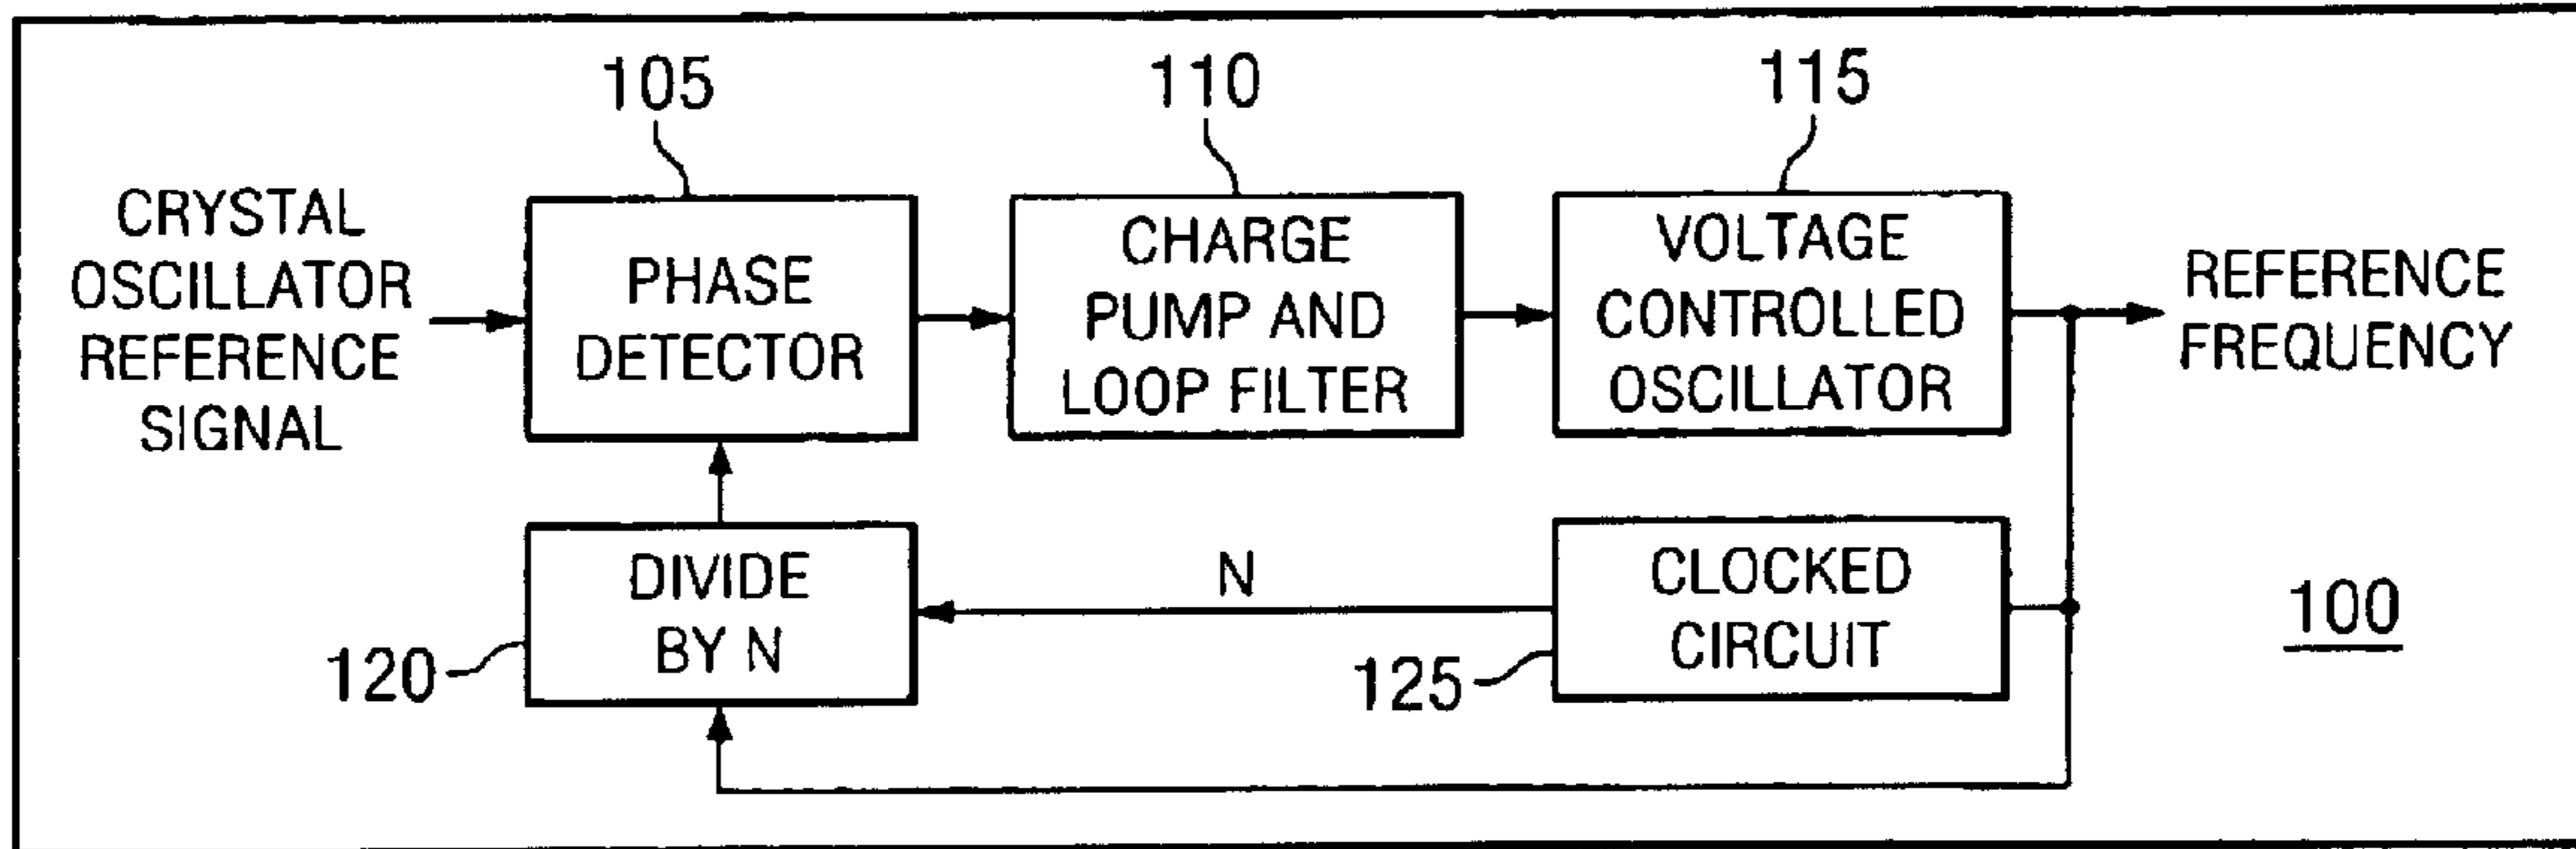 105
110
115
CRYSTAL
OSCILLATOR
REFERENCE
SIGNAL
PHASE
DETECTOR
CHARGE
PUMP AND
LOOP FILTER
VOLTAGE
CONTROLLED
OSCILLATOR
REFERENCE
FREQUENCY
DIVIDE
BY N
120
N
CLOCKED
CIRCUIT
125
100